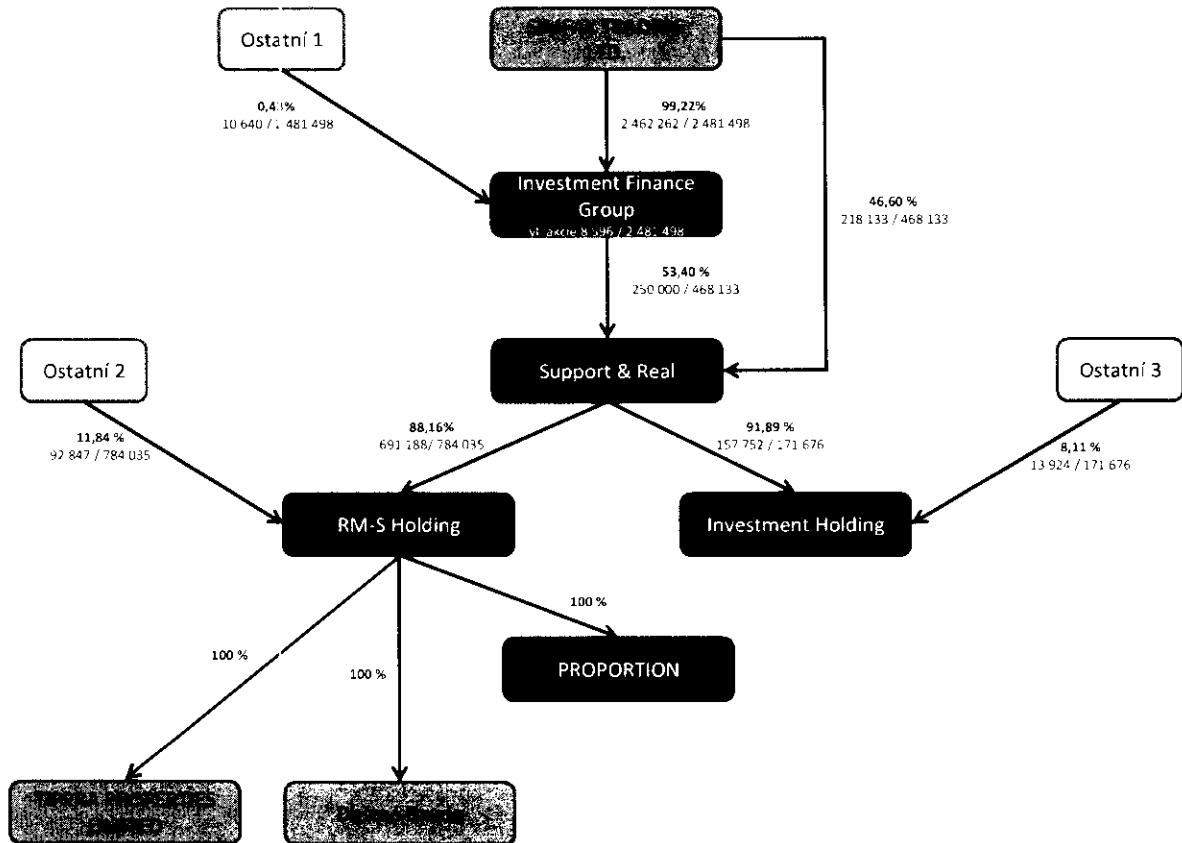 Ostatní 1
0,43%
10 640 / 2 481 498
99,22%
2 462 262 / 2 481 498
Investment Finance
Group
vl. akcie 8 596 / 2 481 498
46,60 %
218 133 / 468 133
53,40 %
250 000 / 468 133
Ostatní 2
Support & Real
Ostatní 3
11,84 %
92 847 / 784 035
88,16%
691 188/ 784 035
91,89 %
157 752 / 171 676
8,11 %
13 924 / 171 676
RM-S Holding
Investment Holding
100 %
PROPORTION
100 %
100 %
LIMITED